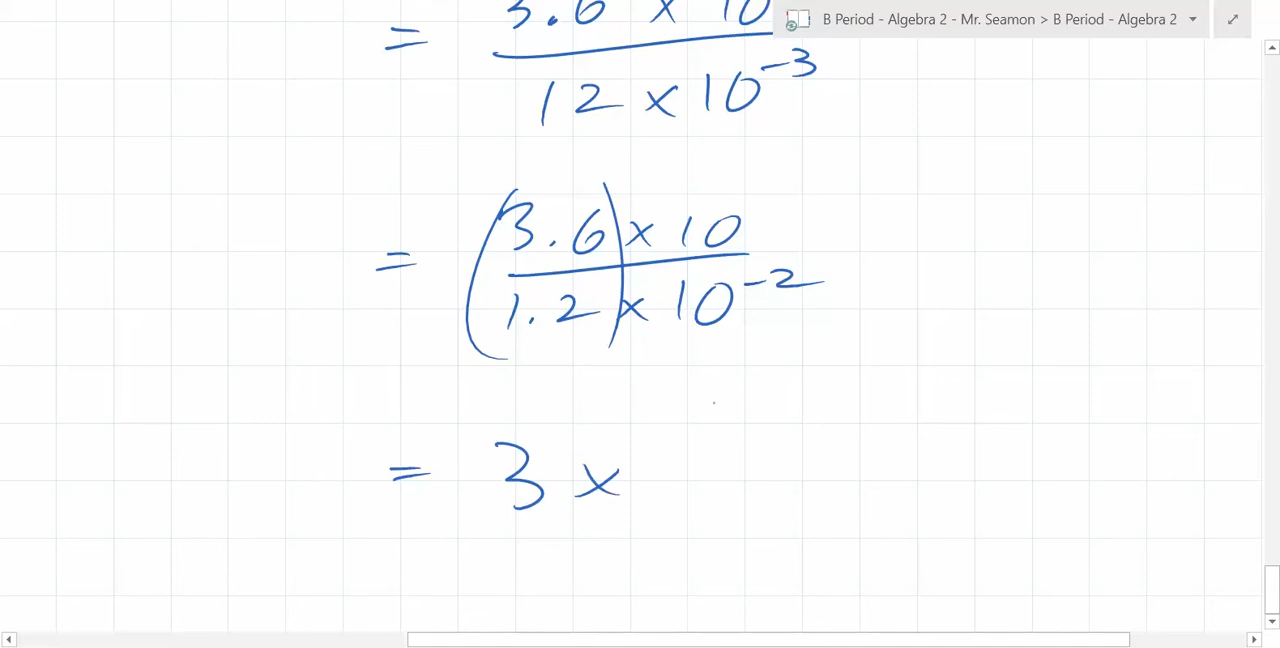 B Period - Algebra 2 - Mr. Seamon > B Period - Algebra 2
= 3.6 x 10
12 x 10⁻³
= (3.6) x 10
(1.2) x 10⁻²
= 3 x